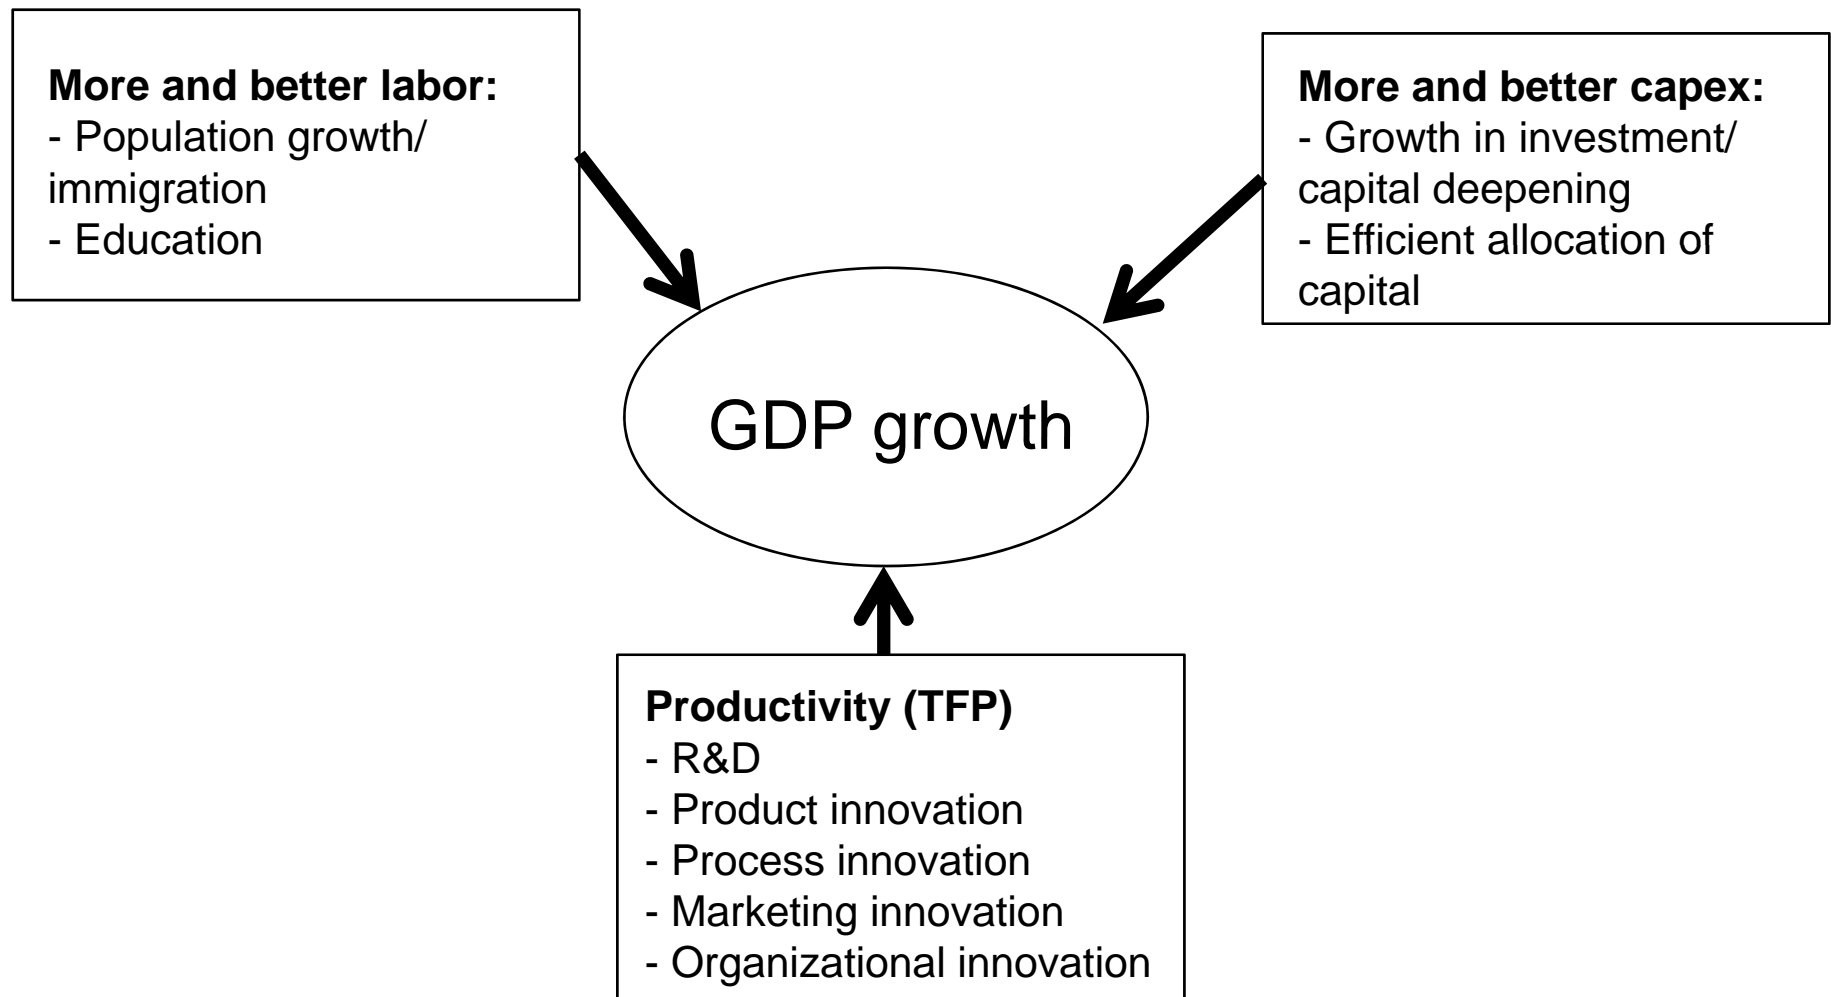 More and better labor:
- Population growth/
immigration
- Education
More and better capex:
- Growth in investment/
capital deepening
- Efficient allocation of
capital
GDP growth
Productivity (TFP)
- R&D
- Product innovation
- Process innovation
- Marketing innovation
- Organizational innovation